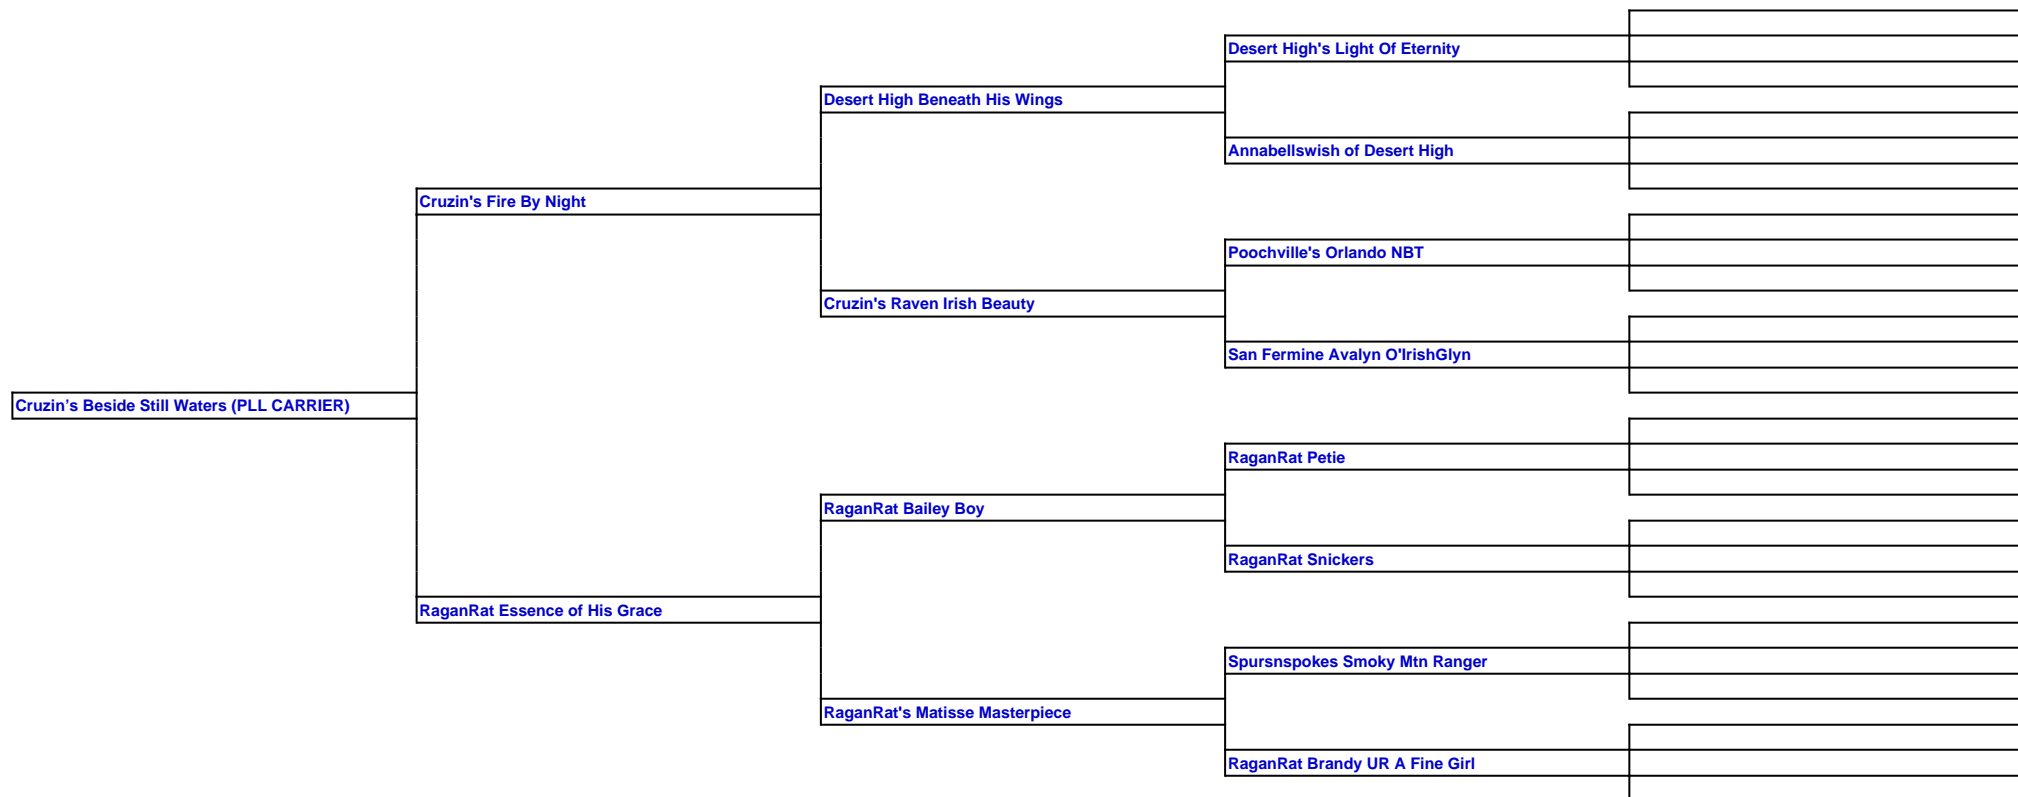 Desert High's Light Of Eternity
Desert High Beneath His Wings
Annabellswish of Desert High
Cruzin's Fire By Night
Poochville's Orlando NBT
Cruzin's Raven Irish Beauty
San Fermine Avalyn O'IrishGlyn
Cruzin’s Beside Still Waters (PLL CARRIER)
RaganRat Petie
RaganRat Bailey Boy
RaganRat Snickers
RaganRat Essence of His Grace
Spursnspokes Smoky Mtn Ranger
RaganRat's Matisse Masterpiece
RaganRat Brandy UR A Fine Girl